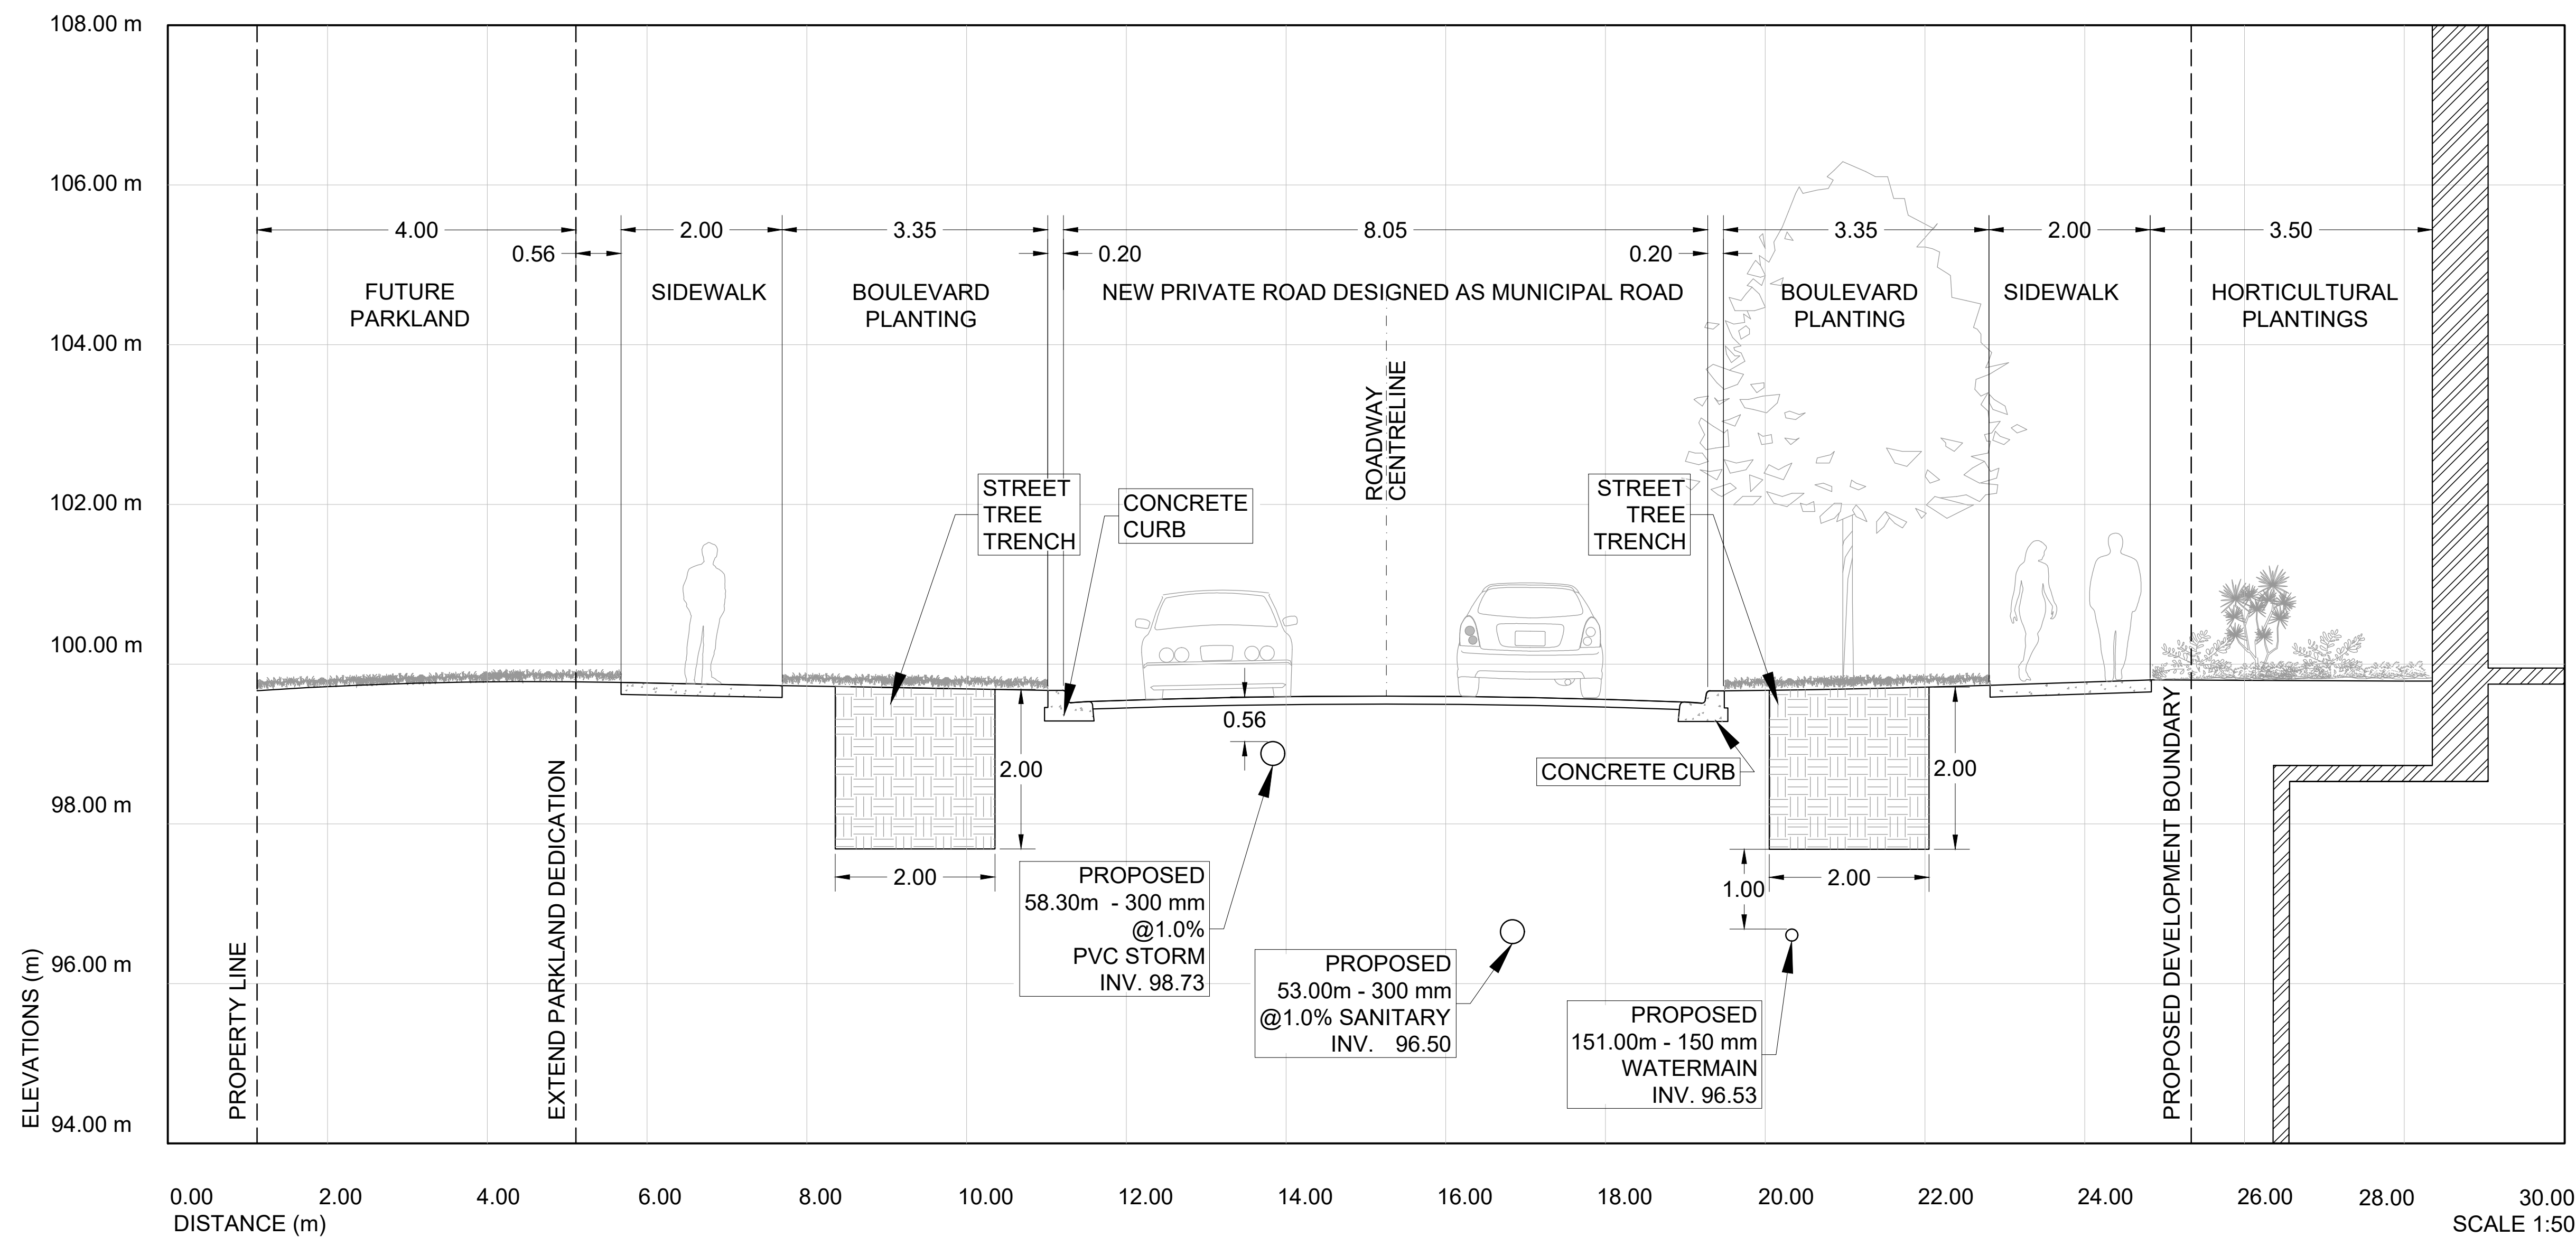 108.00 m
106.00 m
104.00 m
102.00 m
100.00 m
98.00 m
96.00 m
94.00 m
ELEVATIONS (m)
4.00
0.56
2.00
3.35
0.20
8.05
0.20
3.35
2.00
3.50
FUTURE
PARKLAND
SIDEWALK
BOULEVARD
PLANTING
NEW PRIVATE ROAD DESIGNED AS MUNICIPAL ROAD
BOULEVARD
PLANTING
SIDEWALK
HORTICULTURAL
PLANTINGS
ROADWAY
CENTRELINE
STREET
TREE
TRENCH
CONCRETE
CURB
STREET
TREE
TRENCH
0.56
2.00
2.00
CONCRETE CURB
2.00
2.00
1.00
PROPERTY LINE
EXTEND PARKLAND DEDICATION
PROPOSED DEVELOPMENT BOUNDARY
PROPOSED
58.30m - 300 mm
@1.0%
PVC STORM
INV. 98.73
PROPOSED
53.00m - 300 mm
@1.0% SANITARY
INV. 96.50
PROPOSED
151.00m - 150 mm
WATERMAIN
INV. 96.53
0.00 2.00 4.00 6.00 8.00 10.00 12.00 14.00 16.00 18.00 20.00 22.00 24.00 26.00 28.00 30.00
DISTANCE (m)
SCALE 1:50